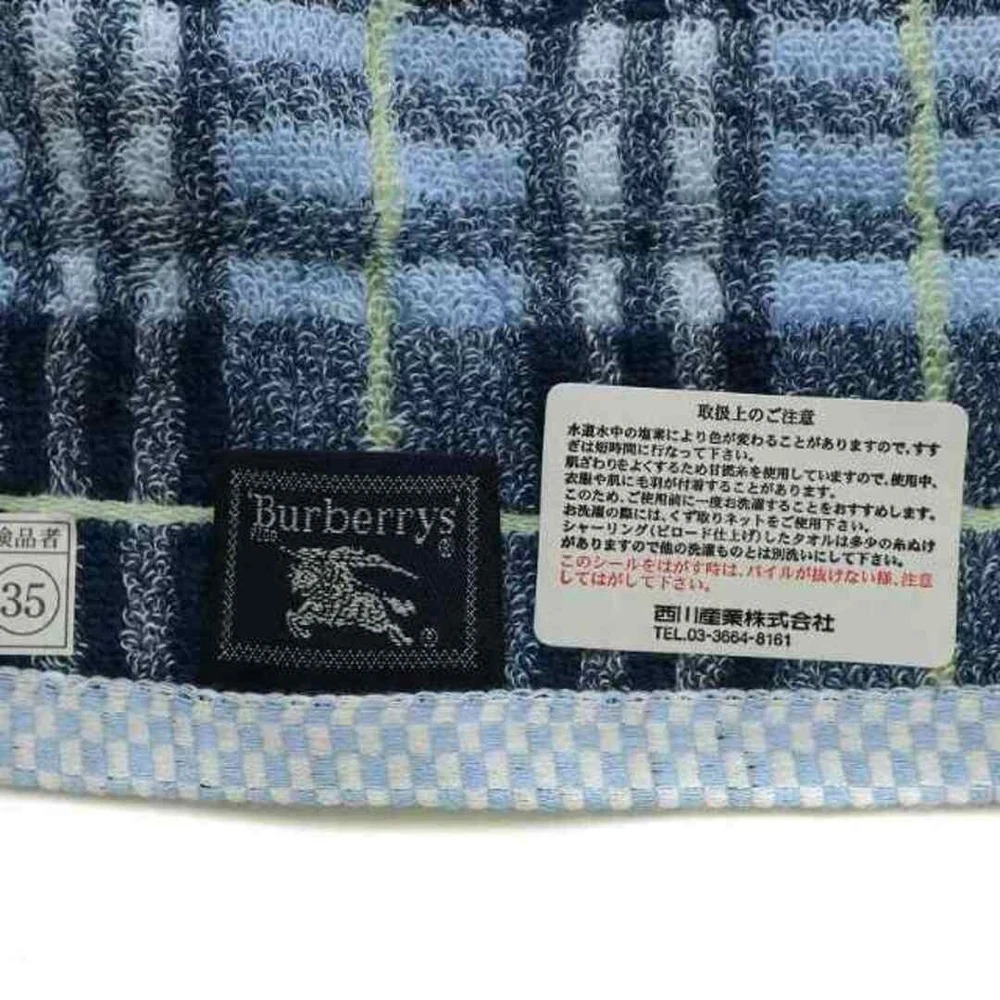 取扱上のご注意
水道水中の塩素により色が変わることがありますので、すす
ぎは短時間に行なって下さい。
肌ざわりをよくするため甘撚糸を使用していますので、使用中、
衣服や肌に毛羽が付着することがあります。
このため、ご使用前に一度お洗濯することをおすすめします。
お洗濯の際には、くず取りネットをご使用下さい。
シャーリング(ビロード仕上げ)したタオルは多少の糸ぬけ
がありますので他の洗濯ものとは別洗いにして下さい。
このシールをはがす時は、パイルが抜けない様、注意
してはがして下さい。
西川産業株式会社
TEL.03-3664-8161
Burberrys
®
®
検品者
35